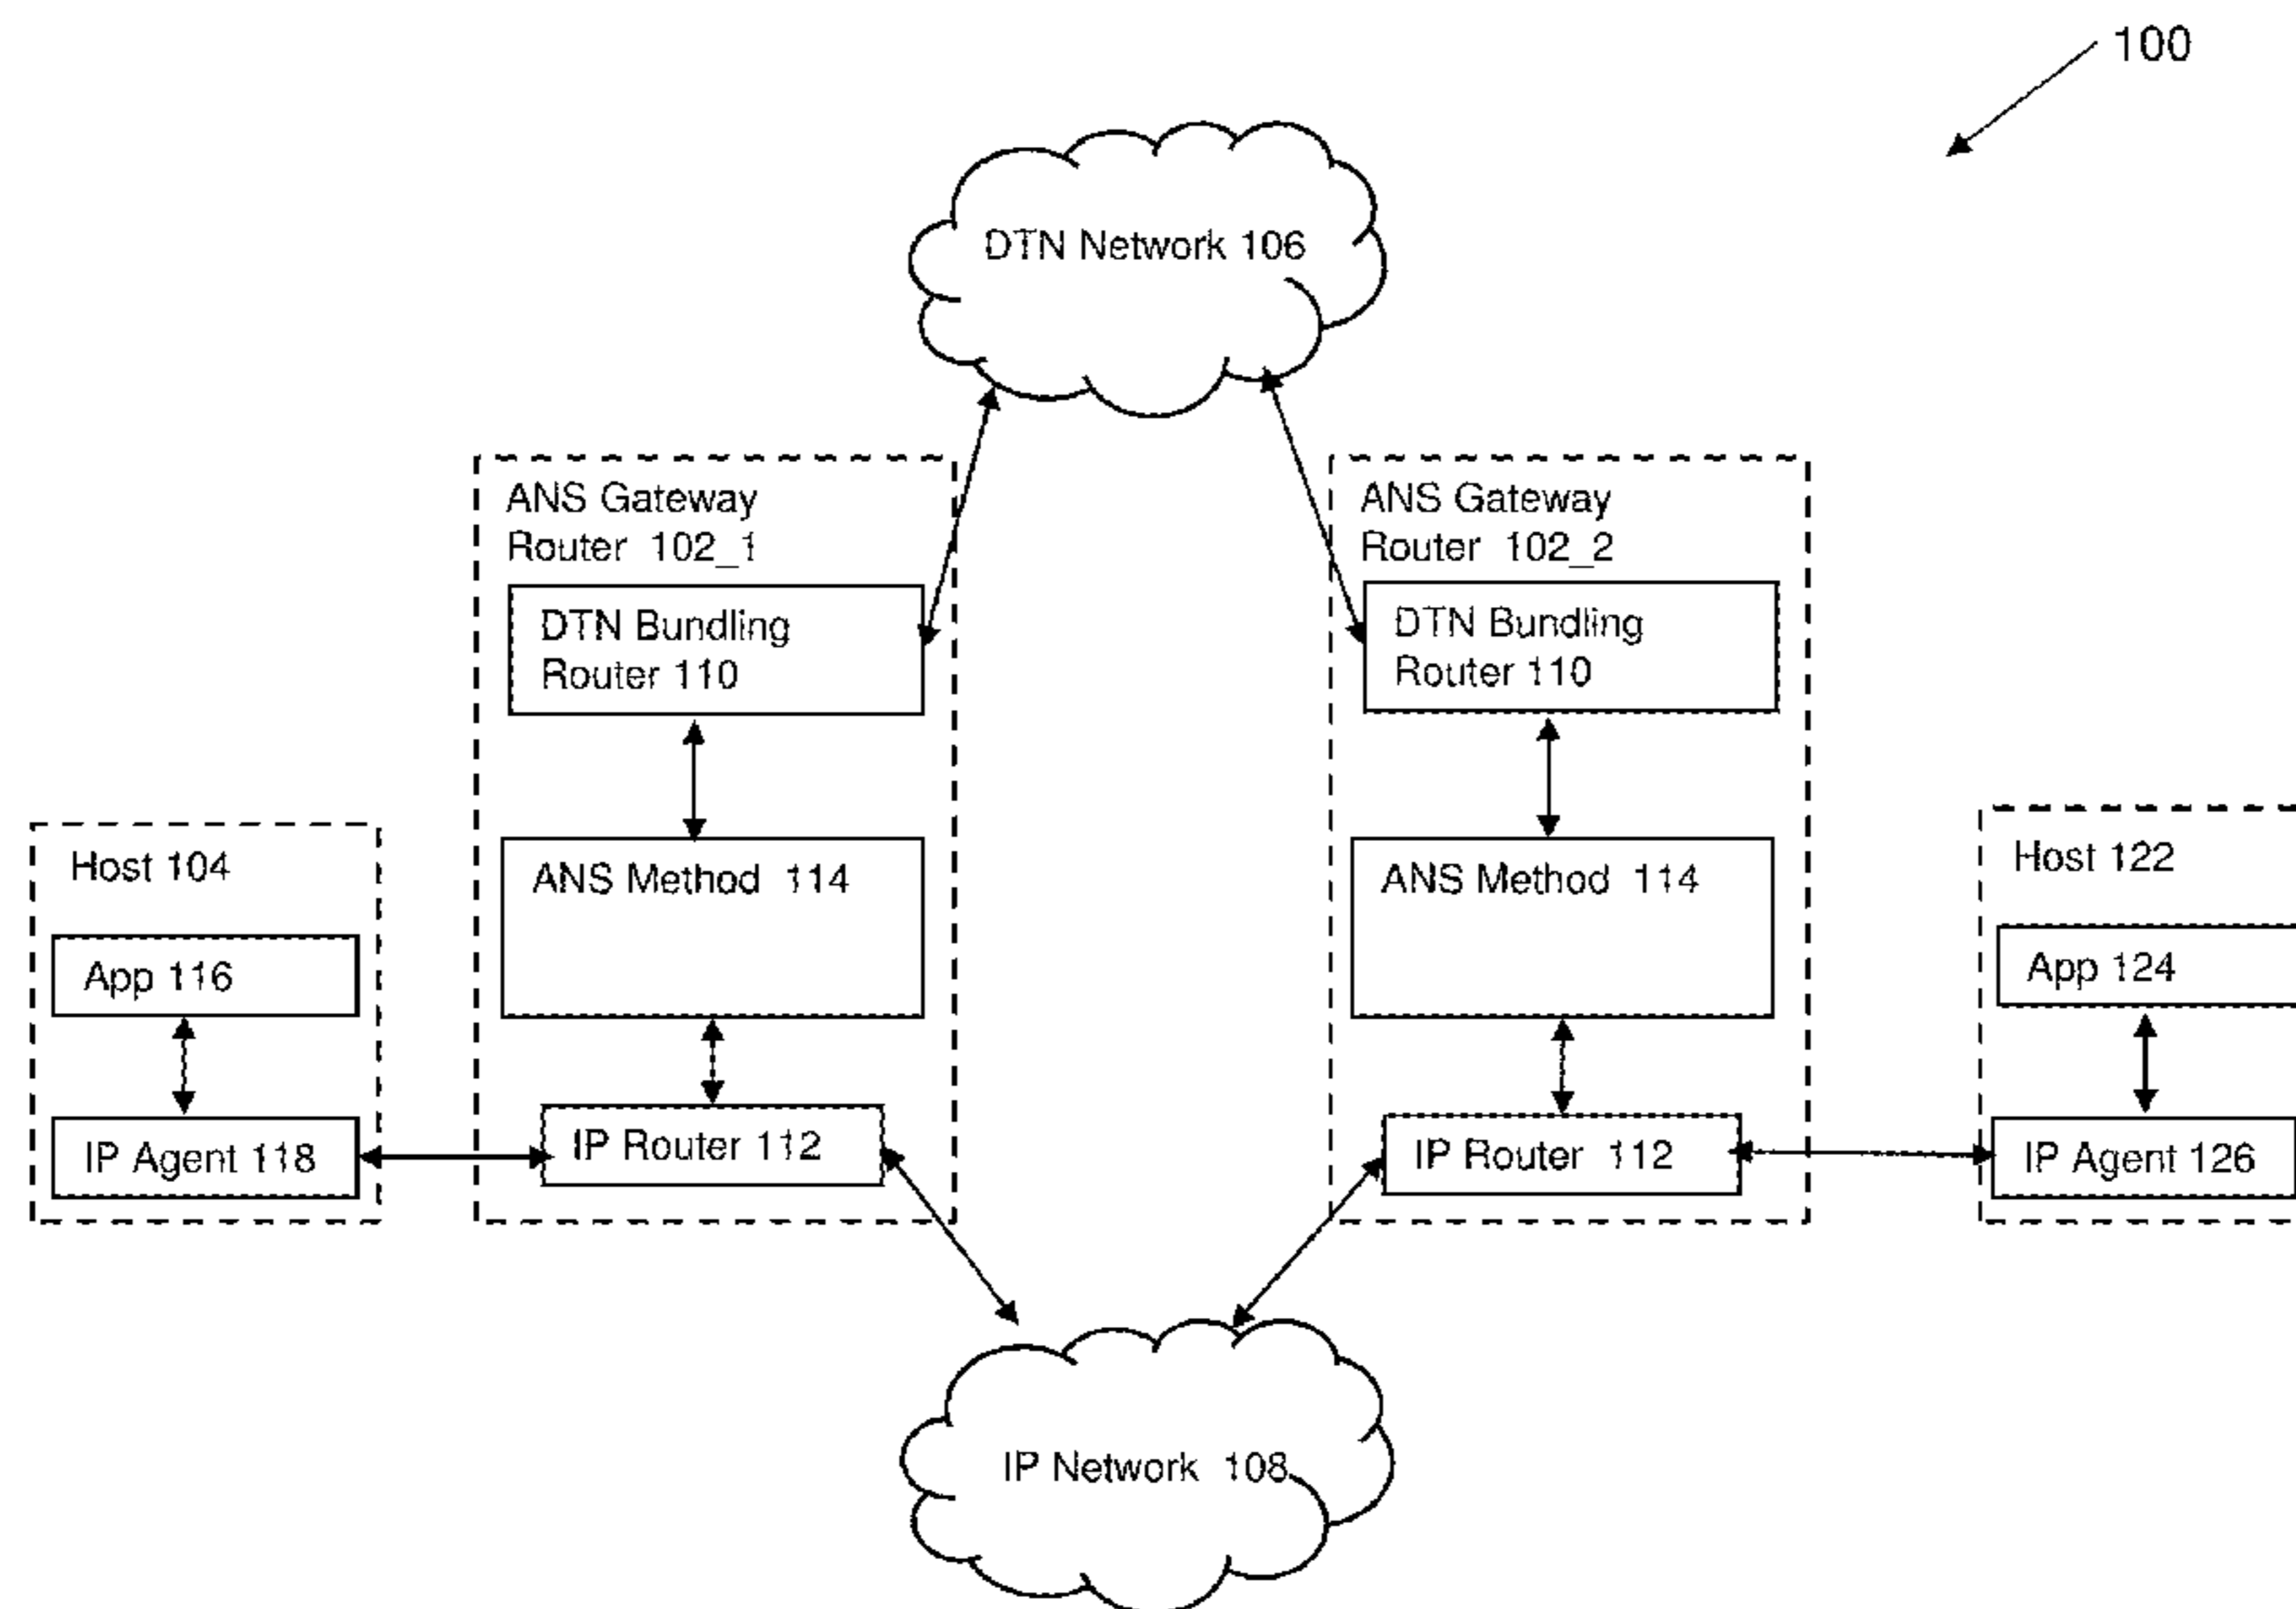 100
DTN Network 106
ANS Gateway
Router 102_1
ANS Gateway
Router 102_2
DTN Bundling
Router 110
DTN Bundling
Router 110
Host 104
ANS Method 114
ANS Method 114
Host 122
App 116
App 124
IP Agent 118
IP Router 112
IP Router 112
IP Agent 126
IP Network 108